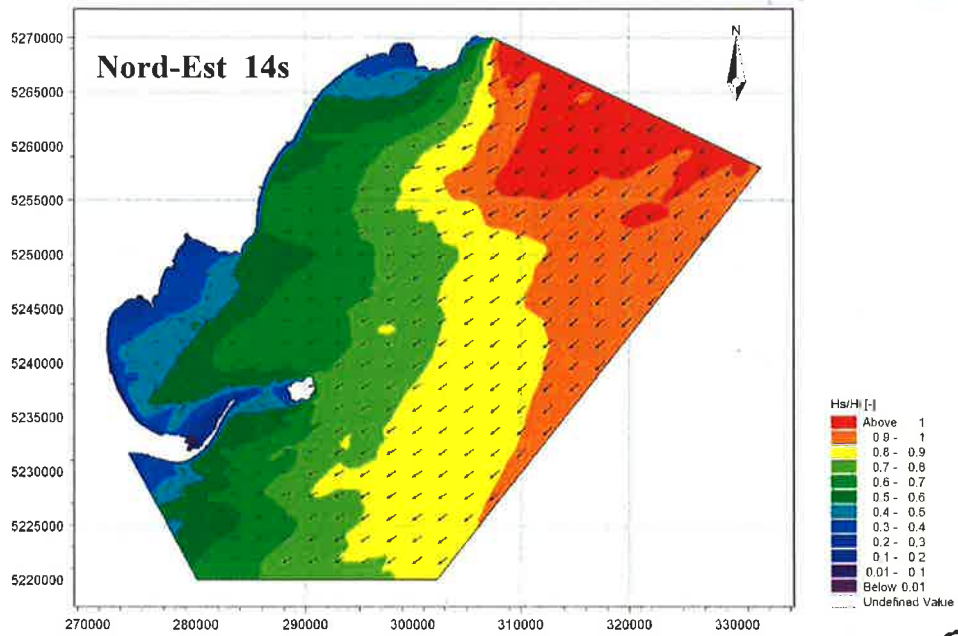 Nord-Est 14s
N
5270000
5265000
5260000
5255000
5250000
5245000
5240000
5235000
5230000
5225000
5220000
270000 280000 290000 300000 310000 320000 330000
Hs/Hi [-]
Above 1
0.9 - 1
0.8 - 0.9
0.7 - 0.8
0.6 - 0.7
0.5 - 0.6
0.4 - 0.5
0.3 - 0.4
0.2 - 0.3
0.1 - 0.2
0.01 - 0.1
Below 0.01
Undefined Value